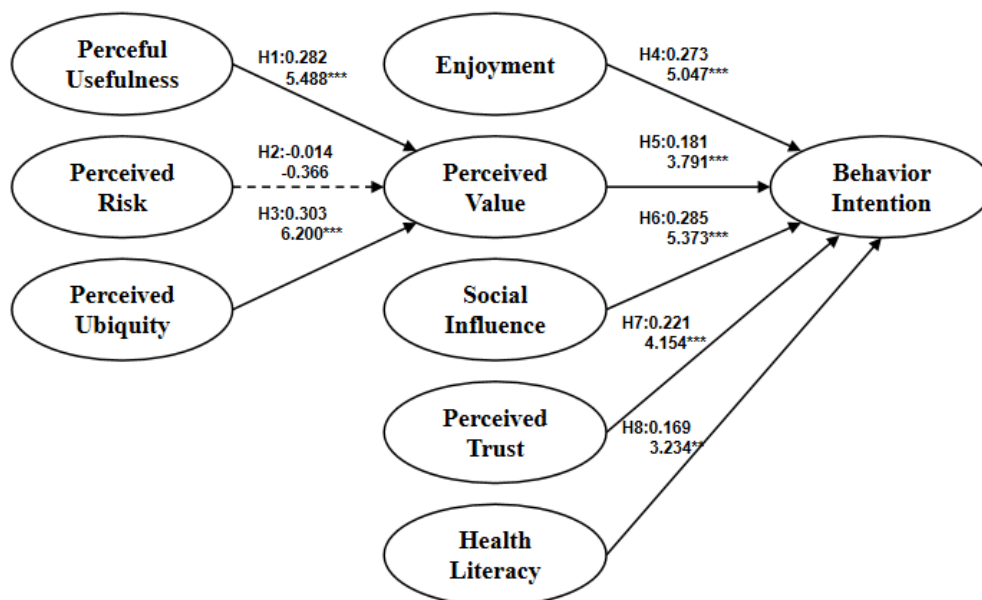 Perceful
Usefulness
H1:0.282
5.488***
Enjoyment
H4:0.273
5.047***
Perceived
Risk
H2:-0.014
-0.366
Perceived
Value
H5:0.181
3.791***
Behavior
Intention
H3:0.303
6.200***
H6:0.285
5.373***
Perceived
Ubiquity
Social
Influence
H7:0.221
4.154***
Perceived
Trust
H8:0.169
3.234**
Health
Literacy